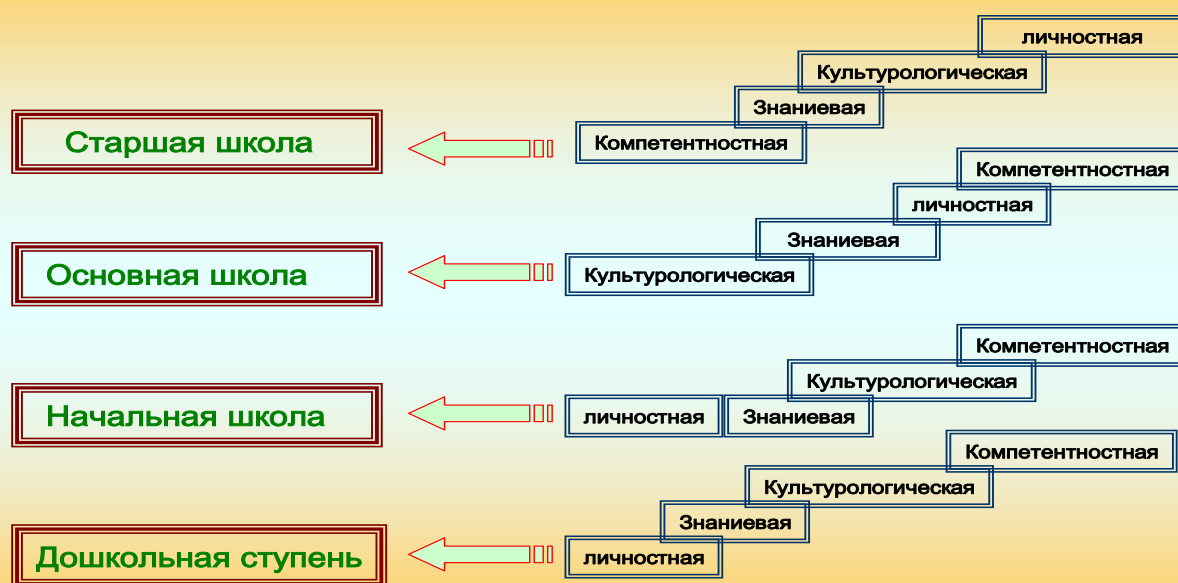 личностная
Культурологическая
Знаниевая
Старшая школа
Компетентностная
Компетентностная
личностная
Знаниевая
Основная школа
Культурологическая
Компетентностная
Культурологическая
Начальная школа
личностная Знаниевая
Компетентностная
Культурологическая
Знаниевая
Дошкольная ступень
личностная